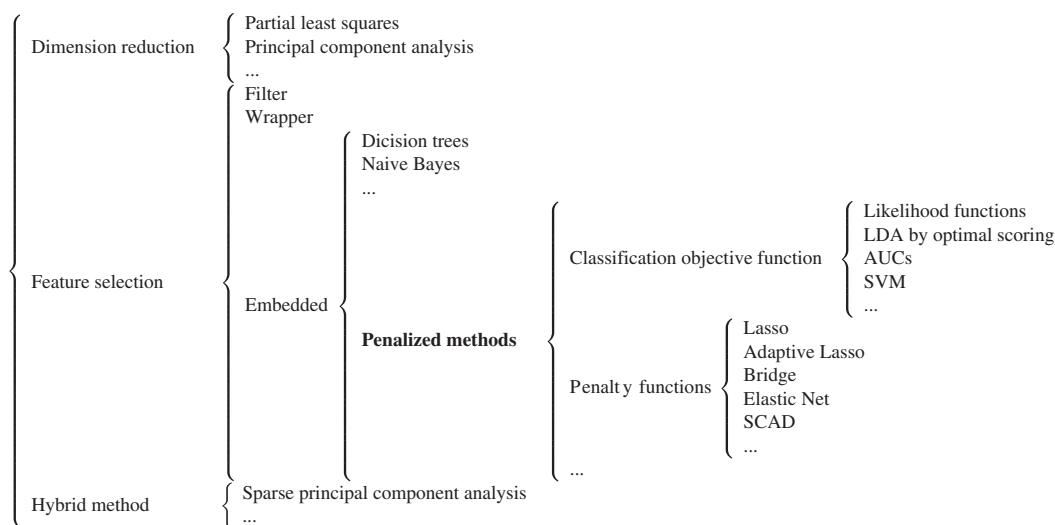 Dimension reduction
Partial least squares
Principal component analysis
...
Feature selection
Filter
Wrapper
Embedded
Dicision trees
Naive Bayes
...
Penalized methods
Classification objective function
Likelihood functions
LDA by optimal scoring
AUCs
SVM
...
Penalty functions
Lasso
Adaptive Lasso
Bridge
Elastic Net
SCAD
...
...
Hybrid method
Sparse principal component analysis
...